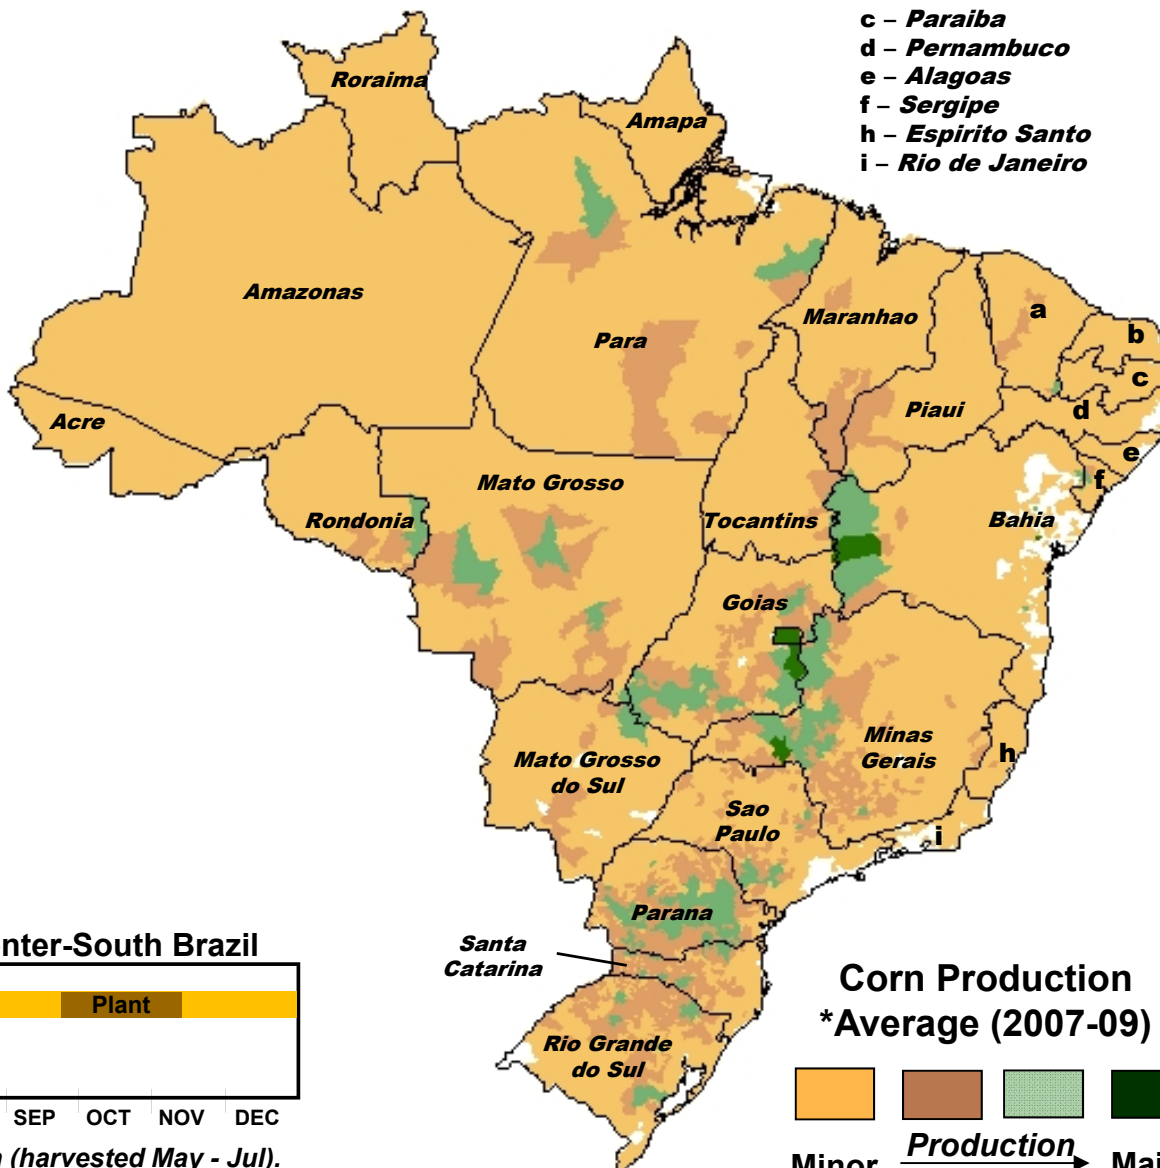 c – Paraiba
d – Pernambuco
e – Alagoas
f – Sergipe
h – Espirito Santo
i – Rio de Janeiro
Roraima
Amapa
Amazonas
Para
Maranhao
a
b
c
Piaui
d
Acre
e
f
Mato Grosso
Rondonia
Tocantins
Bahia
Goias
Minas
Gerais
h
Mato Grosso
do Sul
Sao
Paulo
i
Parana
Santa
Catarina
Rio Grande
do Sul
nter-South Brazil
Plant
SEP OCT NOV DEC
(harvested May - Jul).
Corn Production
*Average (2007-09)
Minor Production Maj